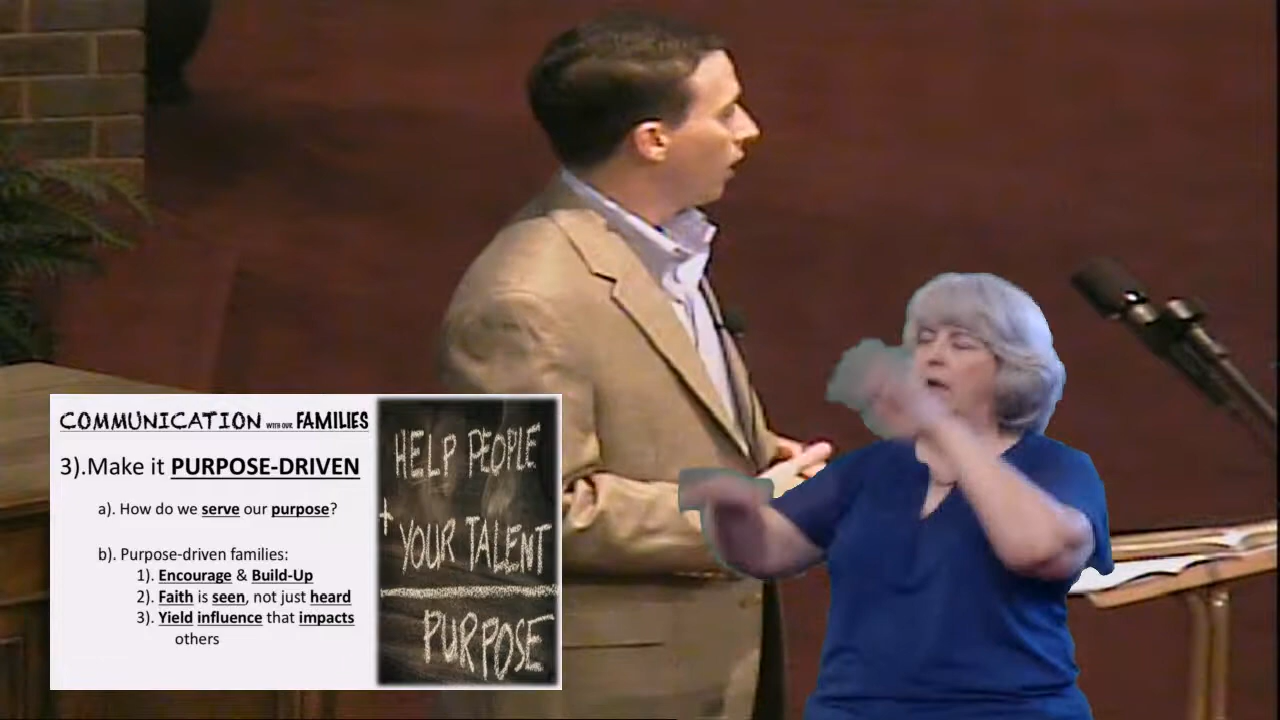 COMMUNICATION WITH OUR FAMILIES
3).Make it PURPOSE-DRIVEN
a). How do we serve our purpose?
b). Purpose-driven families:
1). Encourage & Build-Up
2). Faith is seen, not just heard
3). Yield influence that impacts
others
HELP PEOPLE
+ YOUR TALENT
PURPOSE